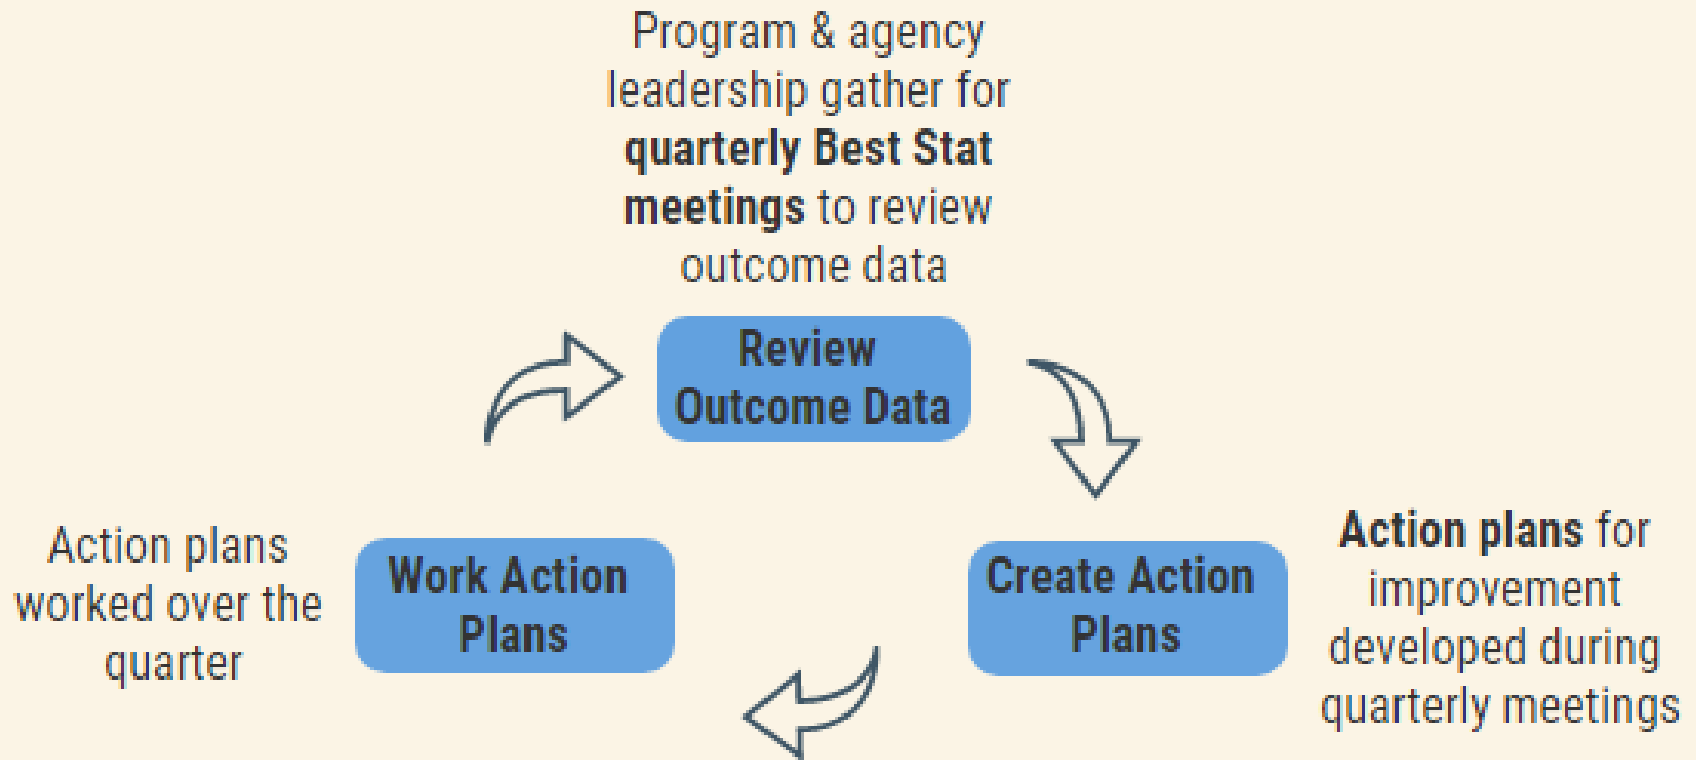 Program & agency
leadership gather for
quarterly Best Stat
meetings to review
outcome data
Review
Outcome Data
Action plans for
improvement
developed during
quarterly meetings
Create Action
Plans
Work Action
Plans
Action plans
worked over the
quarter